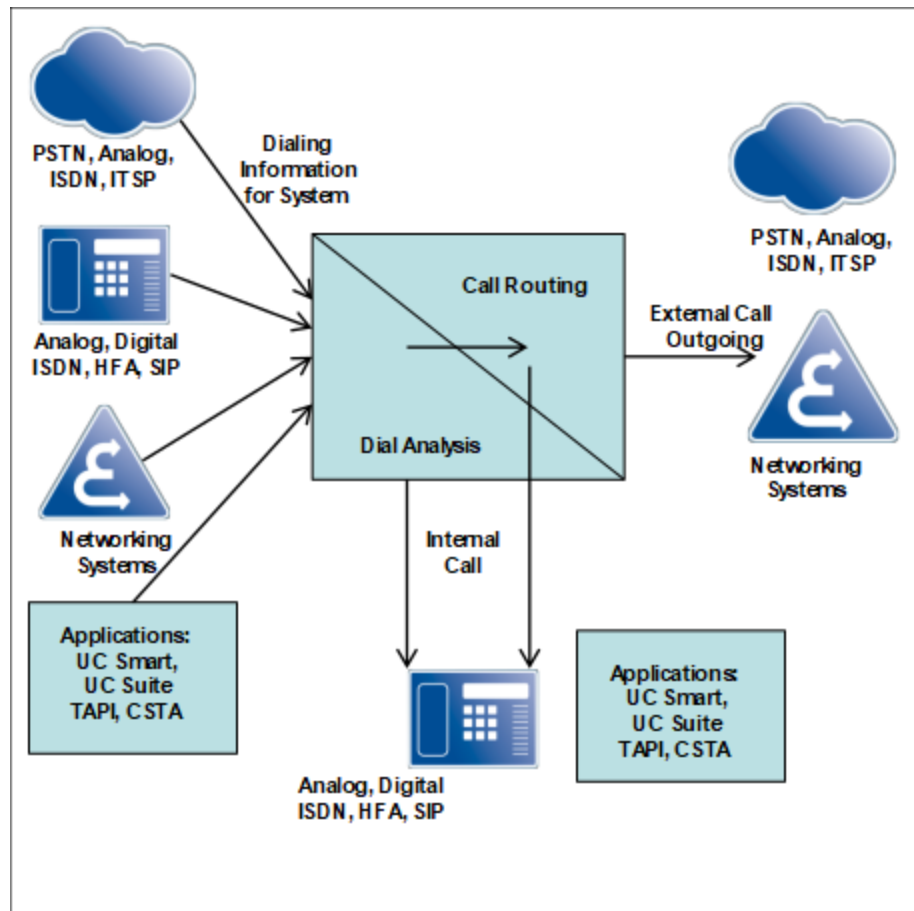 PSTN, Analog,
ISDN, ITSP
Dialing
Information
for System
PSTN, Analog,
ISDN, ITSP
Analog, Digital
ISDN, HFA, SIP
Call Routing
External Call
Outgoing
Dial Analysis
Networking
Systems
Networking
Systems
Internal
Call
Applications:
UC Smart,
UC Suite
TAPI, CSTA
Analog, Digital
ISDN, HFA, SIP
Applications:
UC Smart,
UC Suite
TAPI, CSTA